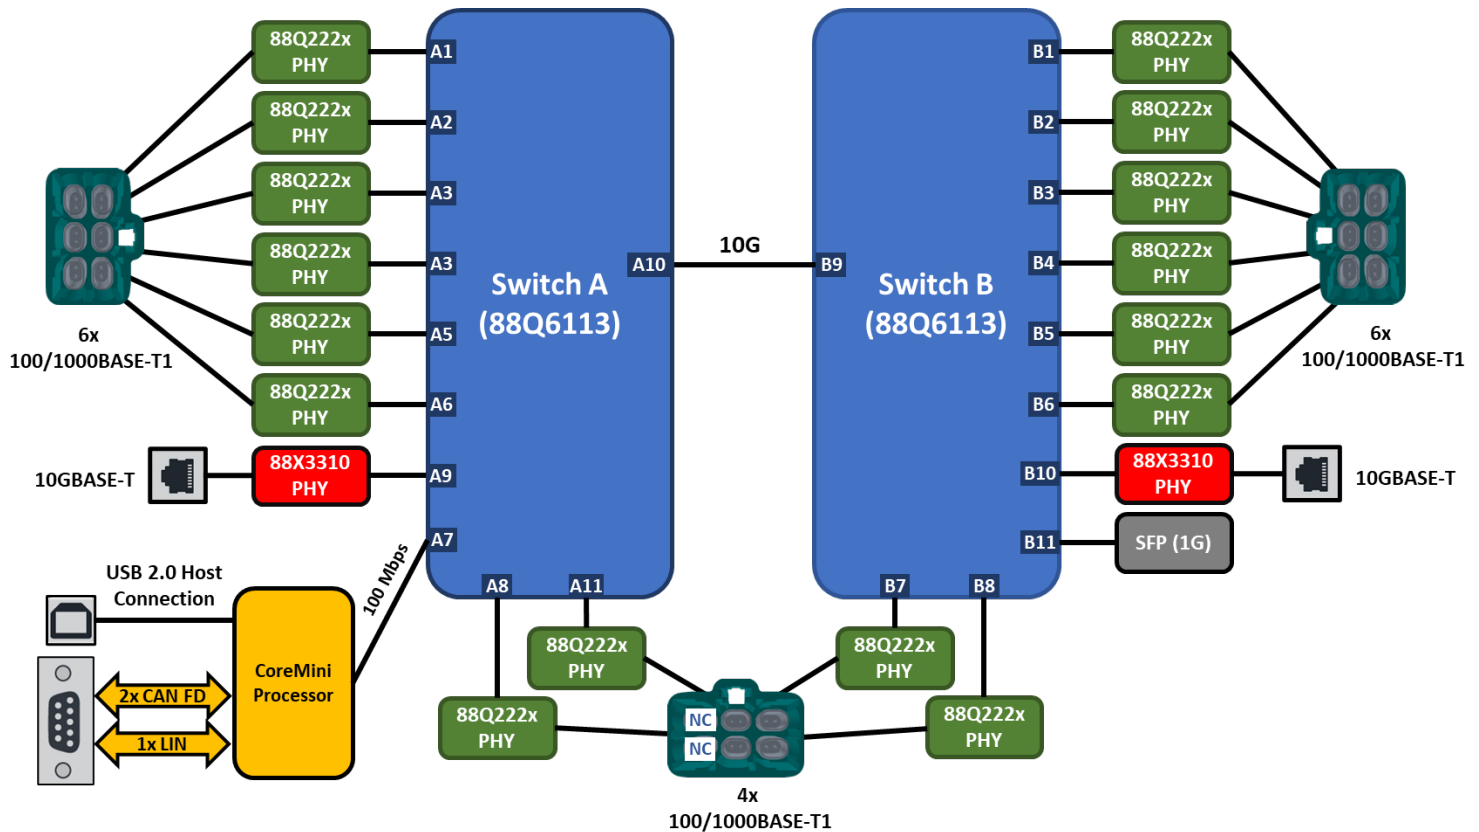 88Q222x
PHY
A1
88Q222x
PHY
A2
88Q222x
PHY
A3
88Q222x
PHY
A3
88Q222x
PHY
A5
88Q222x
PHY
A6
6x
100/1000BASE-T1
10GBASE-T
88X3310
PHY
A9
A7
100 Mbps
A8
A11
A10
Switch A
(88Q6113)
10G
B9
Switch B
(88Q6113)
B1
88Q222x
PHY
B2
88Q222x
PHY
B3
88Q222x
PHY
B4
88Q222x
PHY
B5
88Q222x
PHY
B6
88Q222x
PHY
6x
100/1000BASE-T1
B10
88X3310
PHY
10GBASE-T
B11
SFP (1G)
B7
B8
USB 2.0 Host
Connection
CoreMini
Processor
2x CAN FD
1x LIN
88Q222x
PHY
88Q222x
PHY
88Q222x
PHY
88Q222x
PHY
NC
NC
4x
100/1000BASE-T1